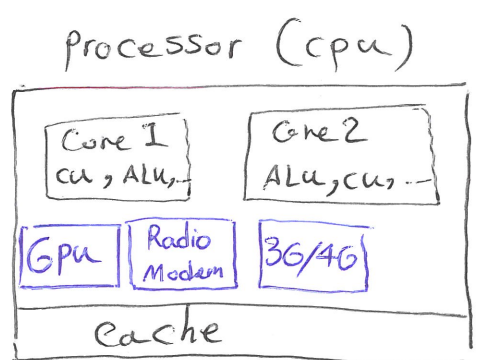 Processor (cpu)
Core 1
cu, ALU,...
Core 2
ALU, cu, ...
Gpu
Radio
Modem
3G/4G
Cache